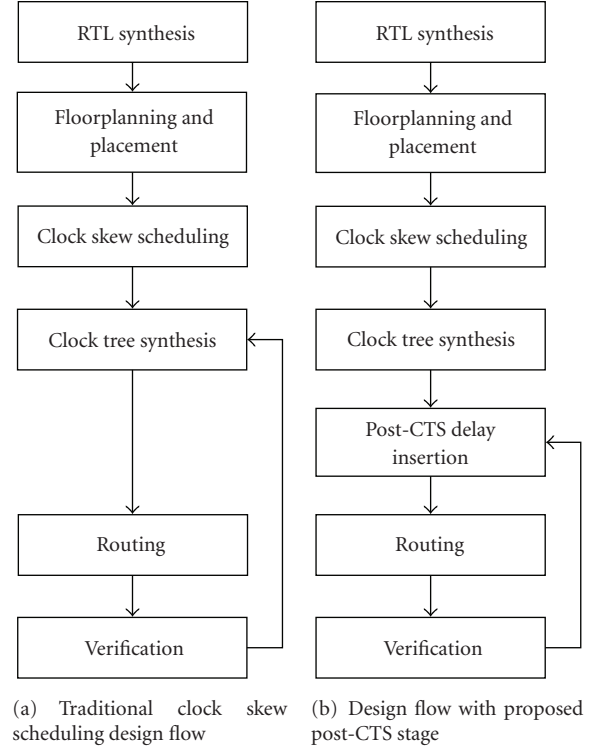 RTL synthesis
Floorplanning and
placement
Clock skew scheduling
Clock tree synthesis
Routing
Verification
(a) Traditional clock skew
scheduling design flow
RTL synthesis
Floorplanning and
placement
Clock skew scheduling
Clock tree synthesis
Post-CTS delay
insertion
Routing
Verification
(b) Design flow with proposed
post-CTS stage